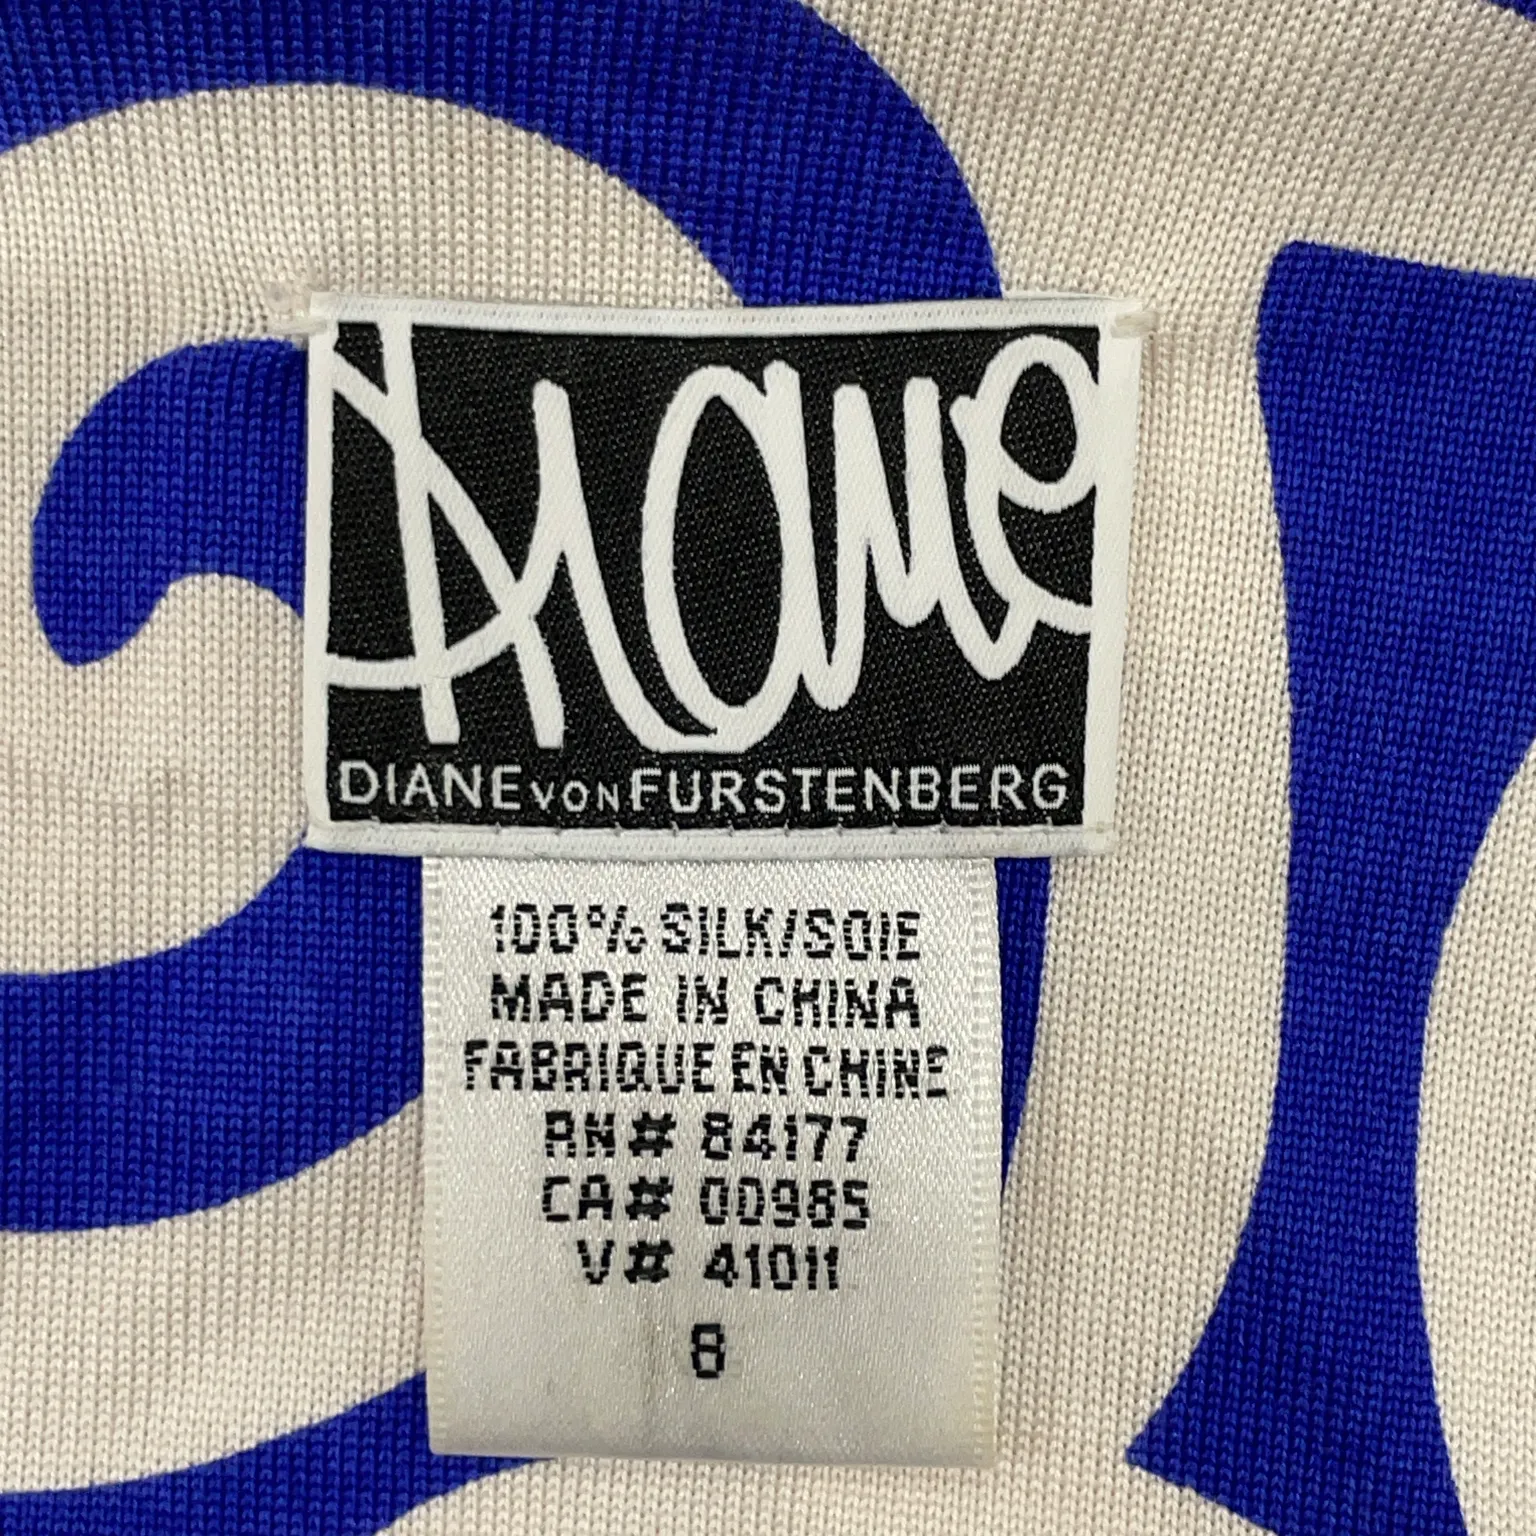 Diane
DIANE VON FURSTENBERG
100% SILK/SOIE
MADE IN CHINA
FABRIQUE EN CHINE
RN# 84177
CA# 00985
V# 41011
8